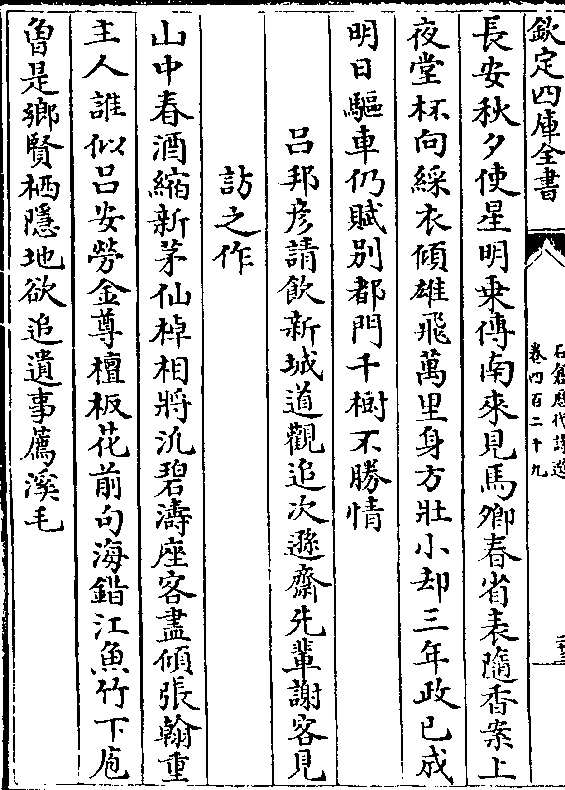 欽定四庫全書
石倉歷代詩選
卷四百二十九
長安秋夕使星明乗傳南來見馬卿春省表隨香案上
夜堂杯向綵衣傾雄飛萬里身方壯小却三年政已成
明日驅車仍賦别都門千樹不勝情
吕邦彦請飲新城道觀追次遜齋先輩謝客見
訪之作
山中春酒縮新茅仙棹相將汎碧濤座客盡傾張翰重
主人誰似吕安勞金尊檀板花前句海錯江魚竹下庖
曾是鄉賢栖隱地欲追遺事薦溪毛